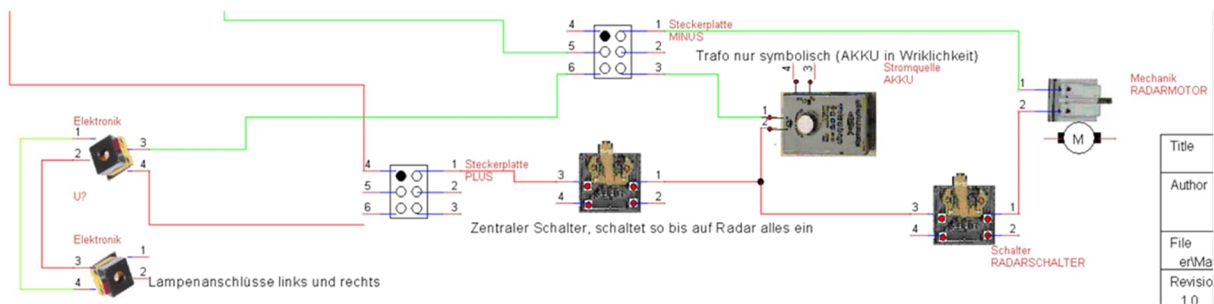 4 1 Steckerplatte
MINUS
5 2
6 3
Trafo nur symbolisch (AKKU in Wriklichkeit)
4 3 Stromquelle
AKKU
1
2
1
2
Mechanik
RADARMOTOR
M
Elektronik
1 3
2 4
U?
4 1 Steckerplatte
PLUS
5 2
6 3
3 1
4 2
Zentraler Schalter, schaltet so bis auf Radar alles ein
3 1
4 2
Schalter
RADARSCHALTER
Elektronik
3 1
4 2
Lampenanschlüsse links und rechts
Title
Author
File
er\Ma
Revisio
1.0